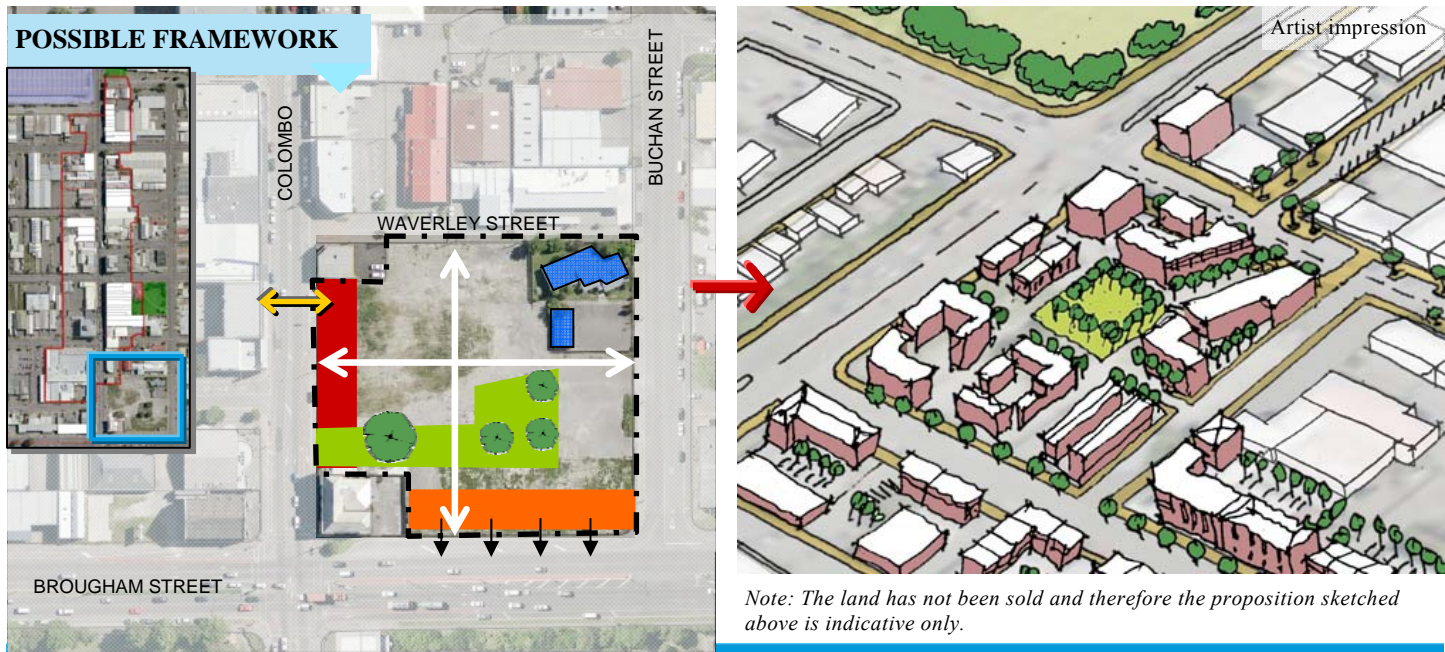 POSSIBLE FRAMEWORK
COLOMBO
BUCHAN STREET
WAVERLEY STREET
BROUGHAM STREET
Artist impression
Note: The land has not been sold and therefore the proposition sketched
above is indicative only.